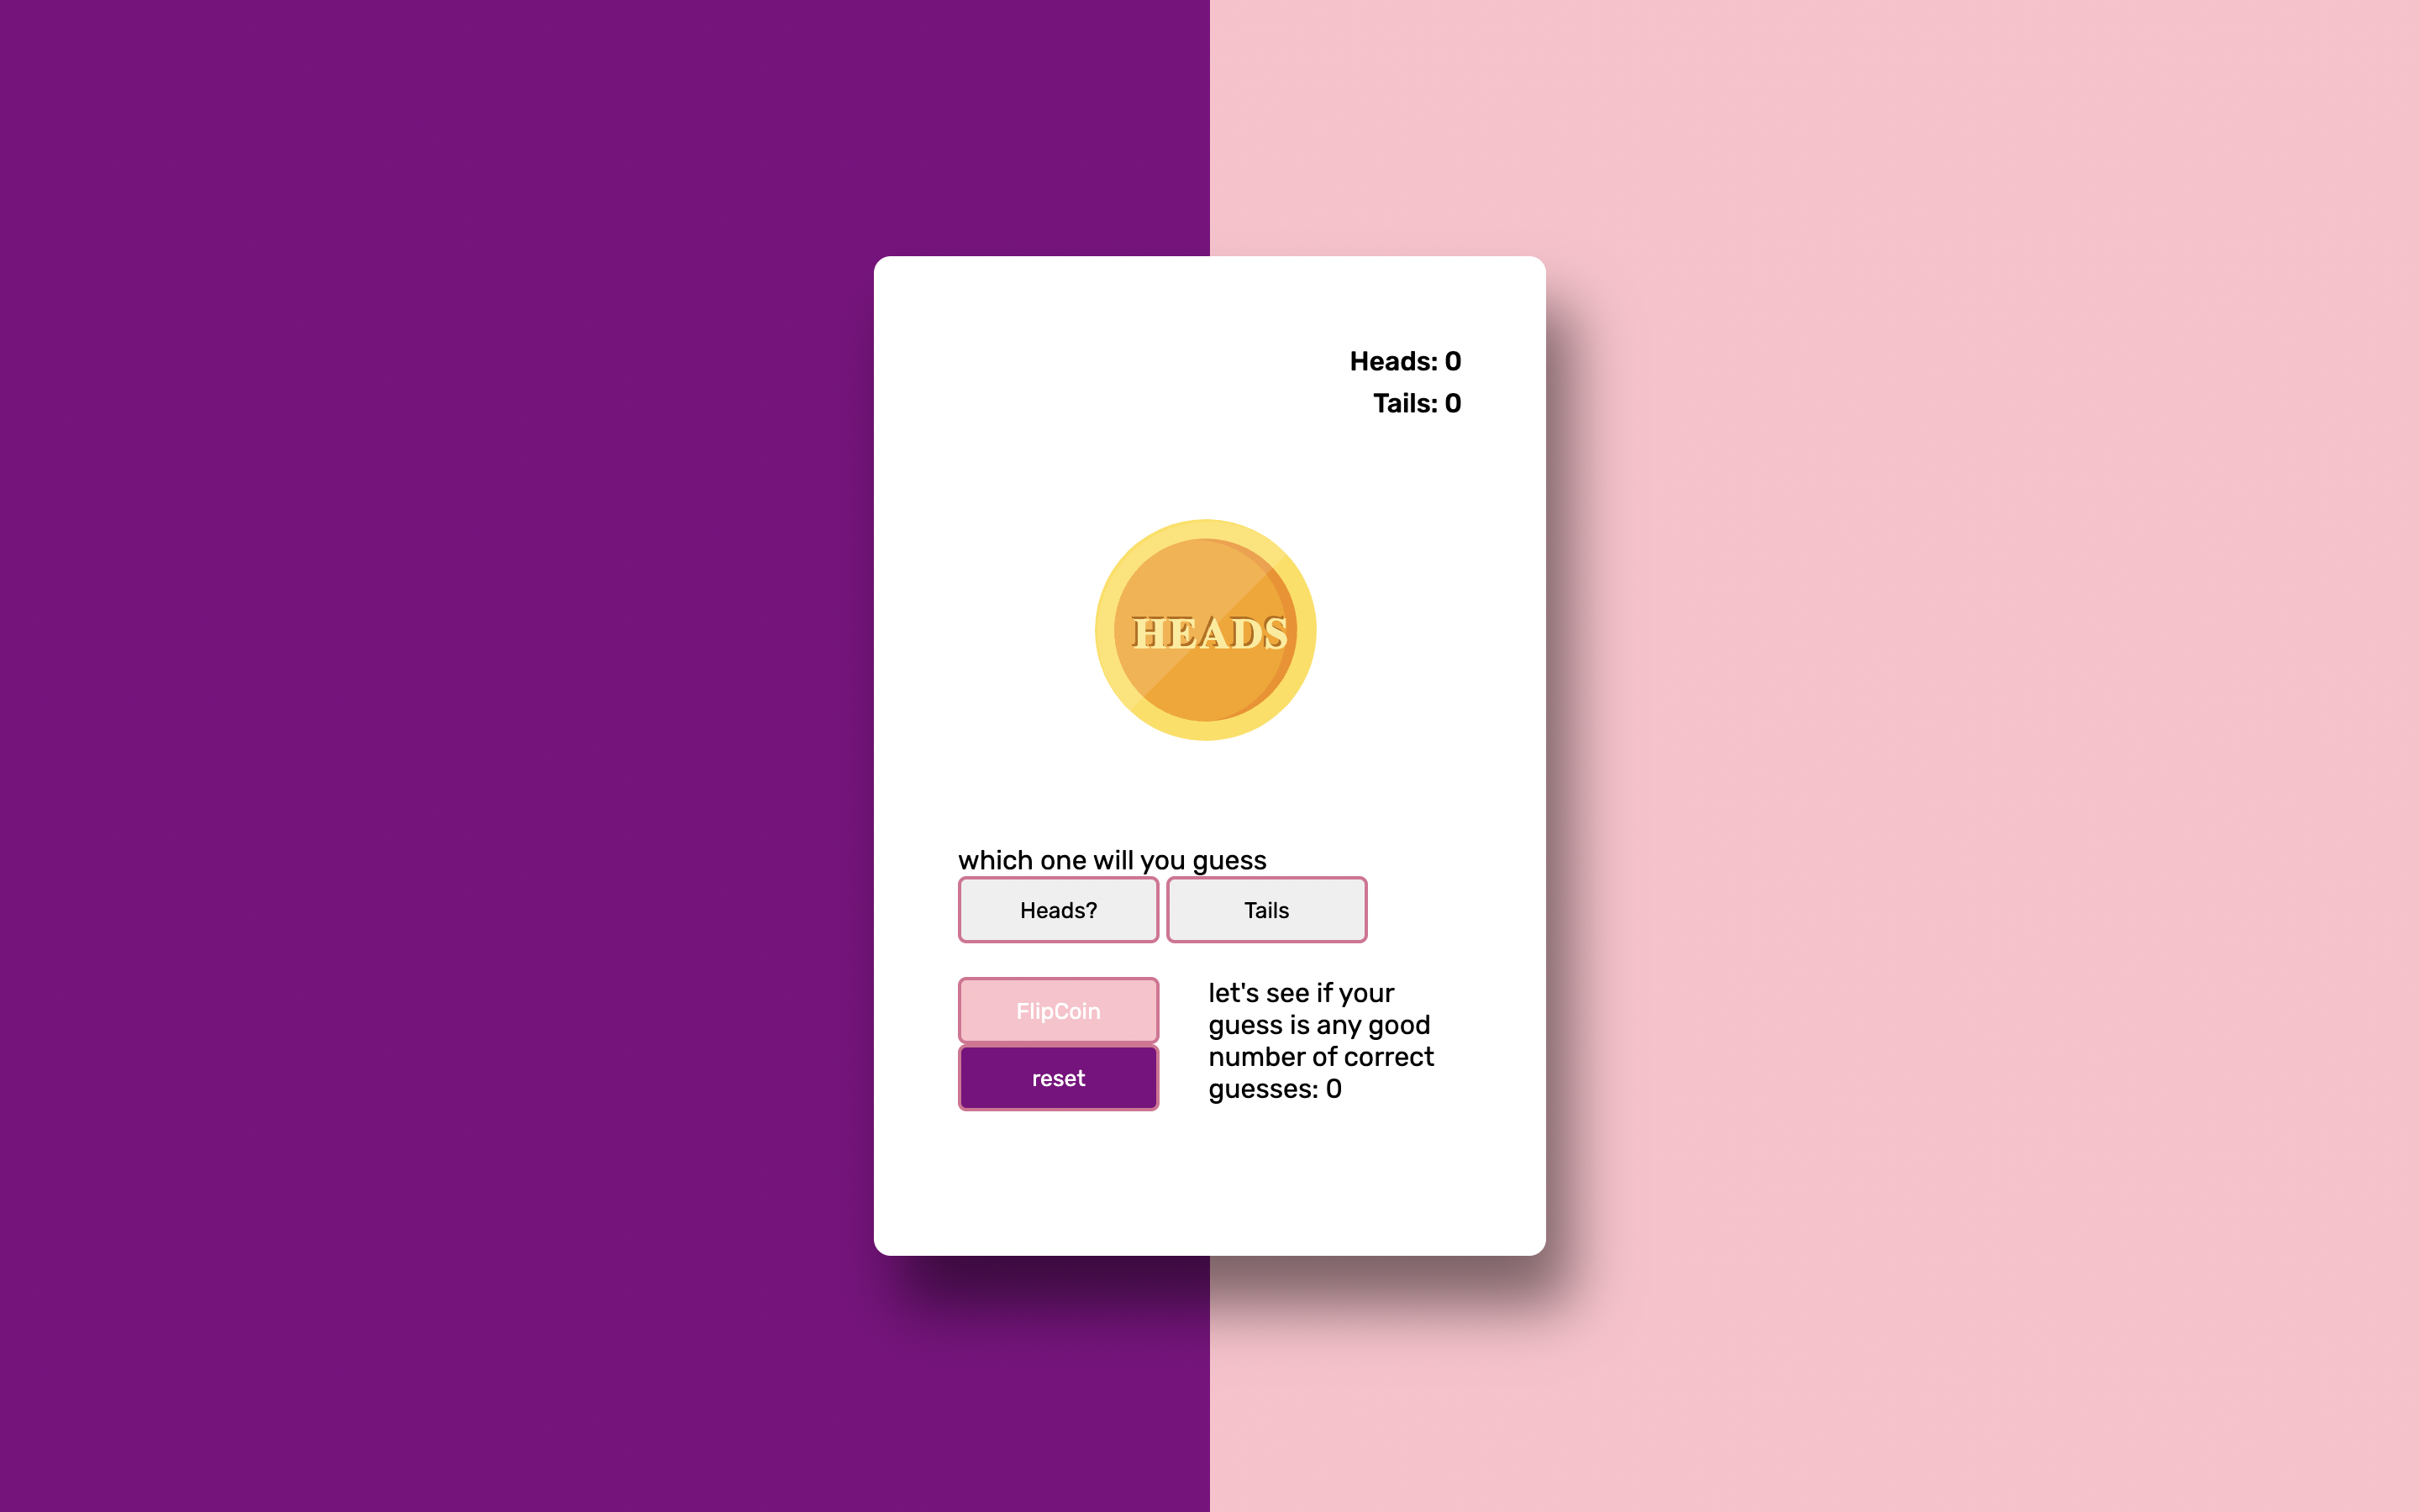 Heads: 0
Tails: 0
HEADS
which one will you guess
Heads?
Tails
FlipCoin
reset
let's see if your
guess is any good
number of correct
guesses: 0